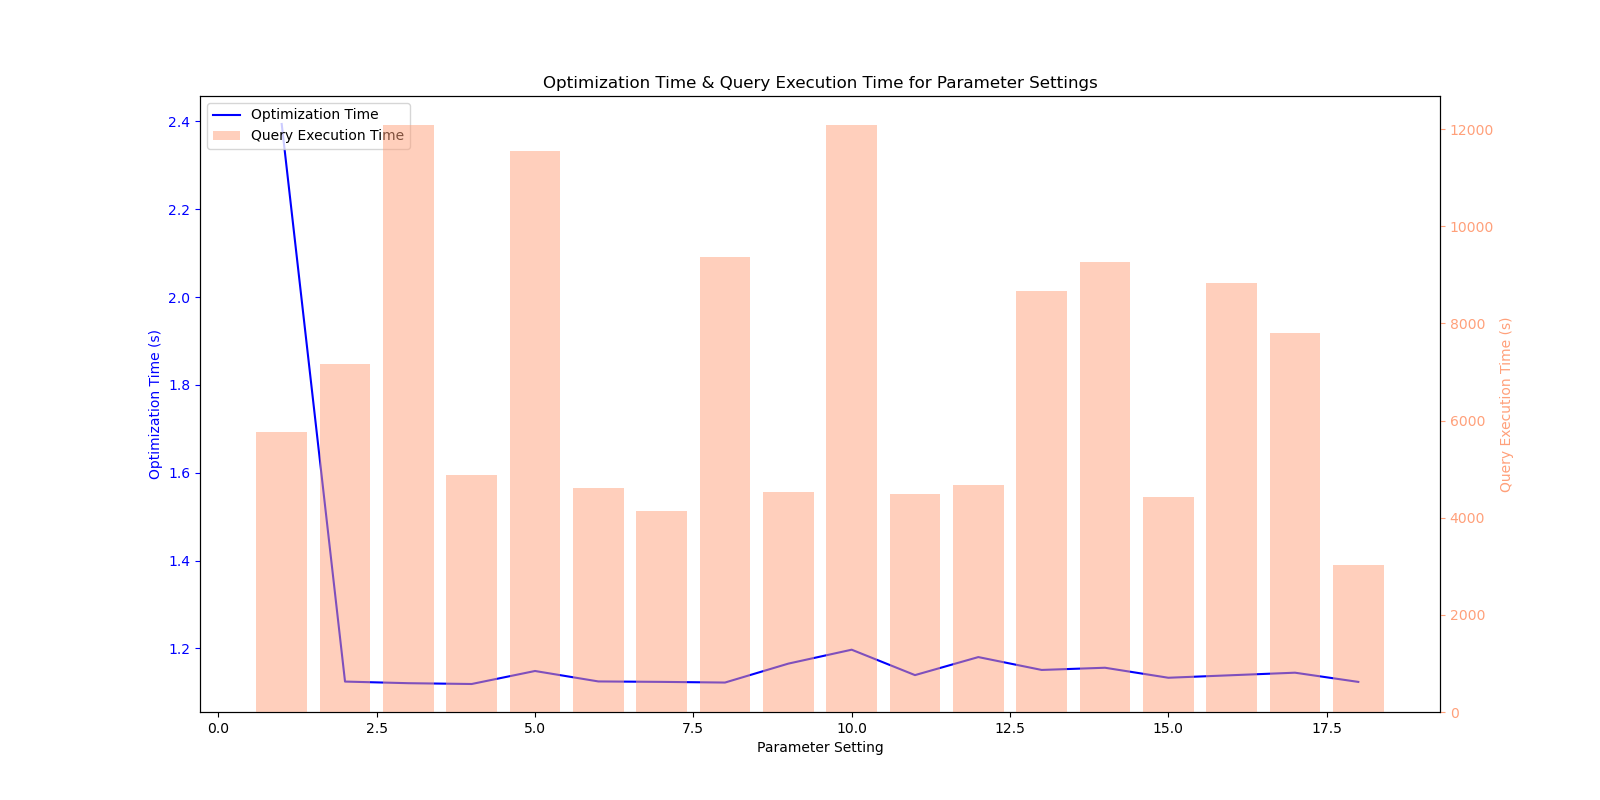 Optimization Time & Query Execution Time for Parameter Settings
Optimization Time
Query Execution Time
2.4
2.2
2.0
1.8
1.6
1.4
1.2
Optimization Time (s)
12000
10000
8000
6000
4000
2000
0
Query Execution Time (s)
0.0 2.5 5.0 7.5 10.0 12.5 15.0 17.5
Parameter Setting